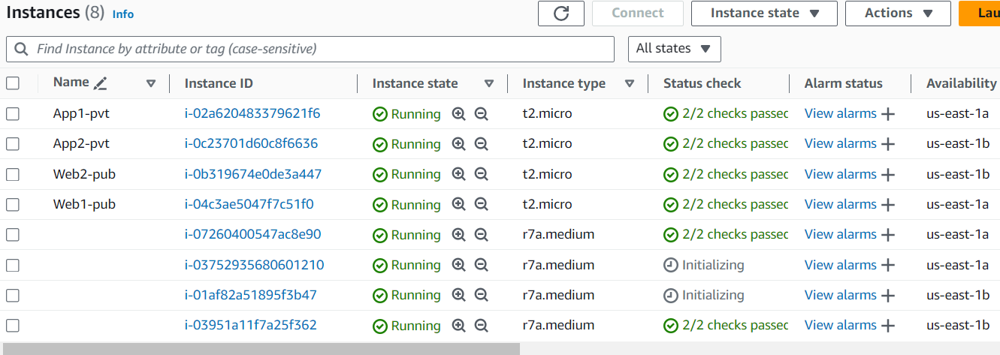 Instances (8) Info Connect Instance state Actions Lau
Find Instance by attribute or tag (case-sensitive) All states
Name Instance ID Instance state Instance type Status check Alarm status Availability
App1-pvt i-02a620483379621f6 Running t2.micro 2/2 checks passed View alarms us-east-1a
App2-pvt i-0c23701d60c8f6636 Running t2.micro 2/2 checks passed View alarms us-east-1b
Web2-pub i-0b319674e0de3a447 Running t2.micro 2/2 checks passed View alarms us-east-1b
Web1-pub i-04c3ae5047f7c51f0 Running t2.micro 2/2 checks passed View alarms us-east-1a
i-07260400547ac8e90 Running r7a.medium 2/2 checks passed View alarms us-east-1a
i-03752935680601210 Running r7a.medium Initializing View alarms us-east-1a
i-01af82a51895f3b47 Running r7a.medium Initializing View alarms us-east-1b
i-03951a11f7a25f362 Running r7a.medium 2/2 checks passed View alarms us-east-1b